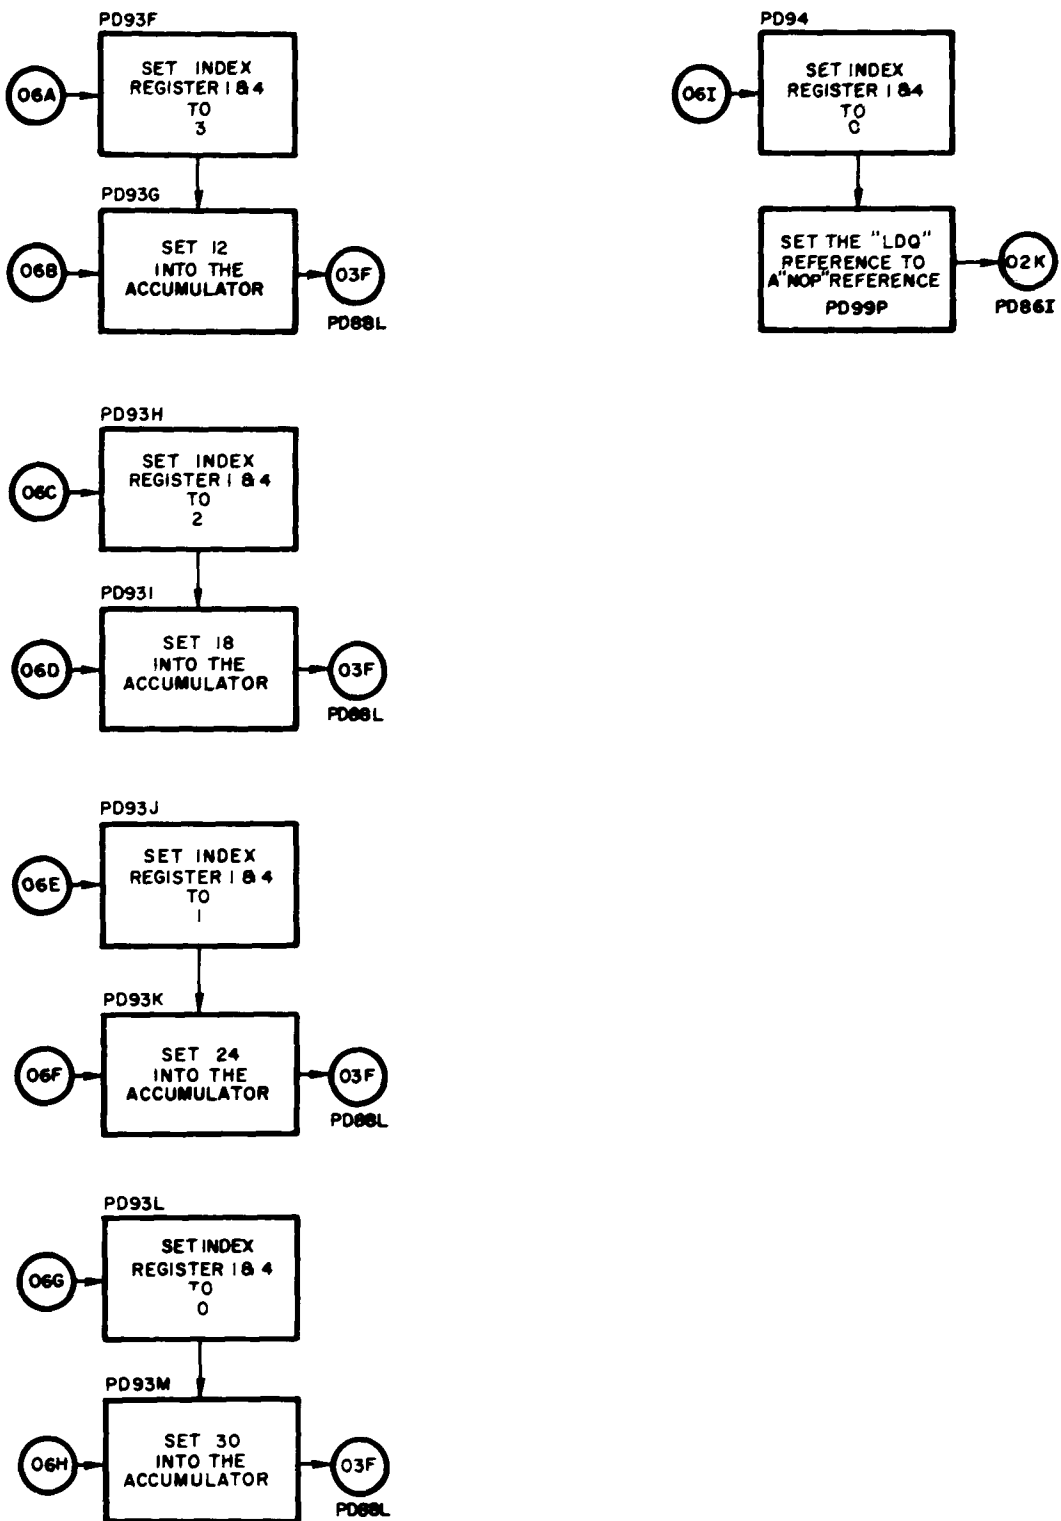 PD93F
06A
SET INDEX
REGISTER 1 & 4
TO
3
PD93G
06B
SET 12
INTO THE
ACCUMULATOR
03F
PD88L
PD93H
06C
SET INDEX
REGISTER 1 & 4
TO
2
PD93I
06D
SET 18
INTO THE
ACCUMULATOR
03F
PD88L
PD93J
06E
SET INDEX
REGISTER 1 & 4
TO
1
PD93K
06F
SET 24
INTO THE
ACCUMULATOR
03F
PD88L
PD93L
06G
SET INDEX
REGISTER 1 & 4
TO
0
PD93M
06H
SET 30
INTO THE
ACCUMULATOR
03F
PD88L
PD94
06I
SET INDEX
REGISTER 1 & 4
TO
0
SET THE "LDQ"
REFERENCE TO
A "NOP" REFERENCE
PD99P
02K
PD86I